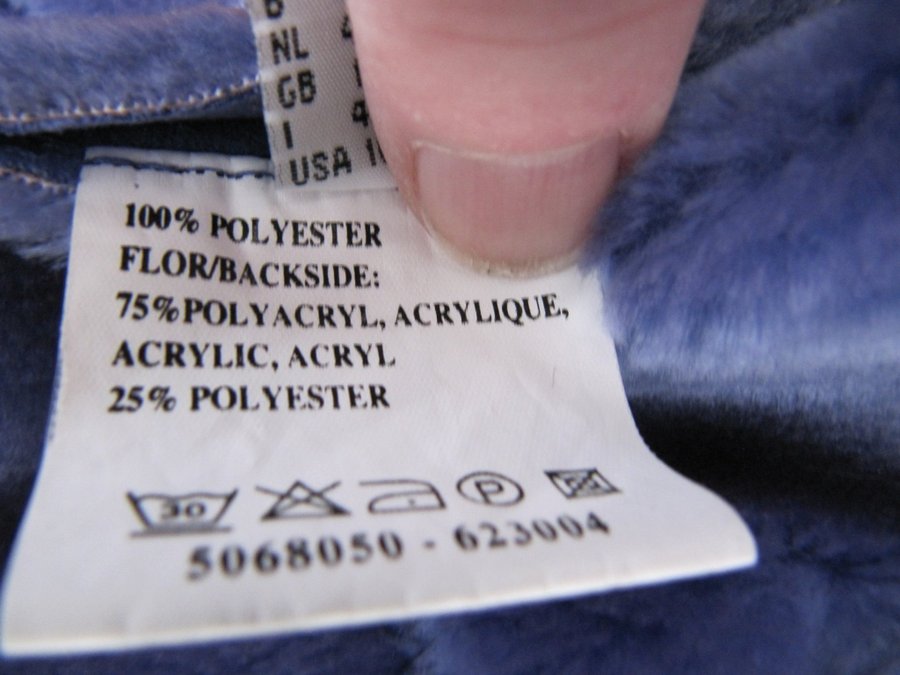 NL
GB
I
USA
100% POLYESTER
FLOR/BACKSIDE:
75%POLYACRYL, ACRYLIQUE,
ACRYLIC, ACRYL
25% POLYESTER
30 P
5068050 - 623004